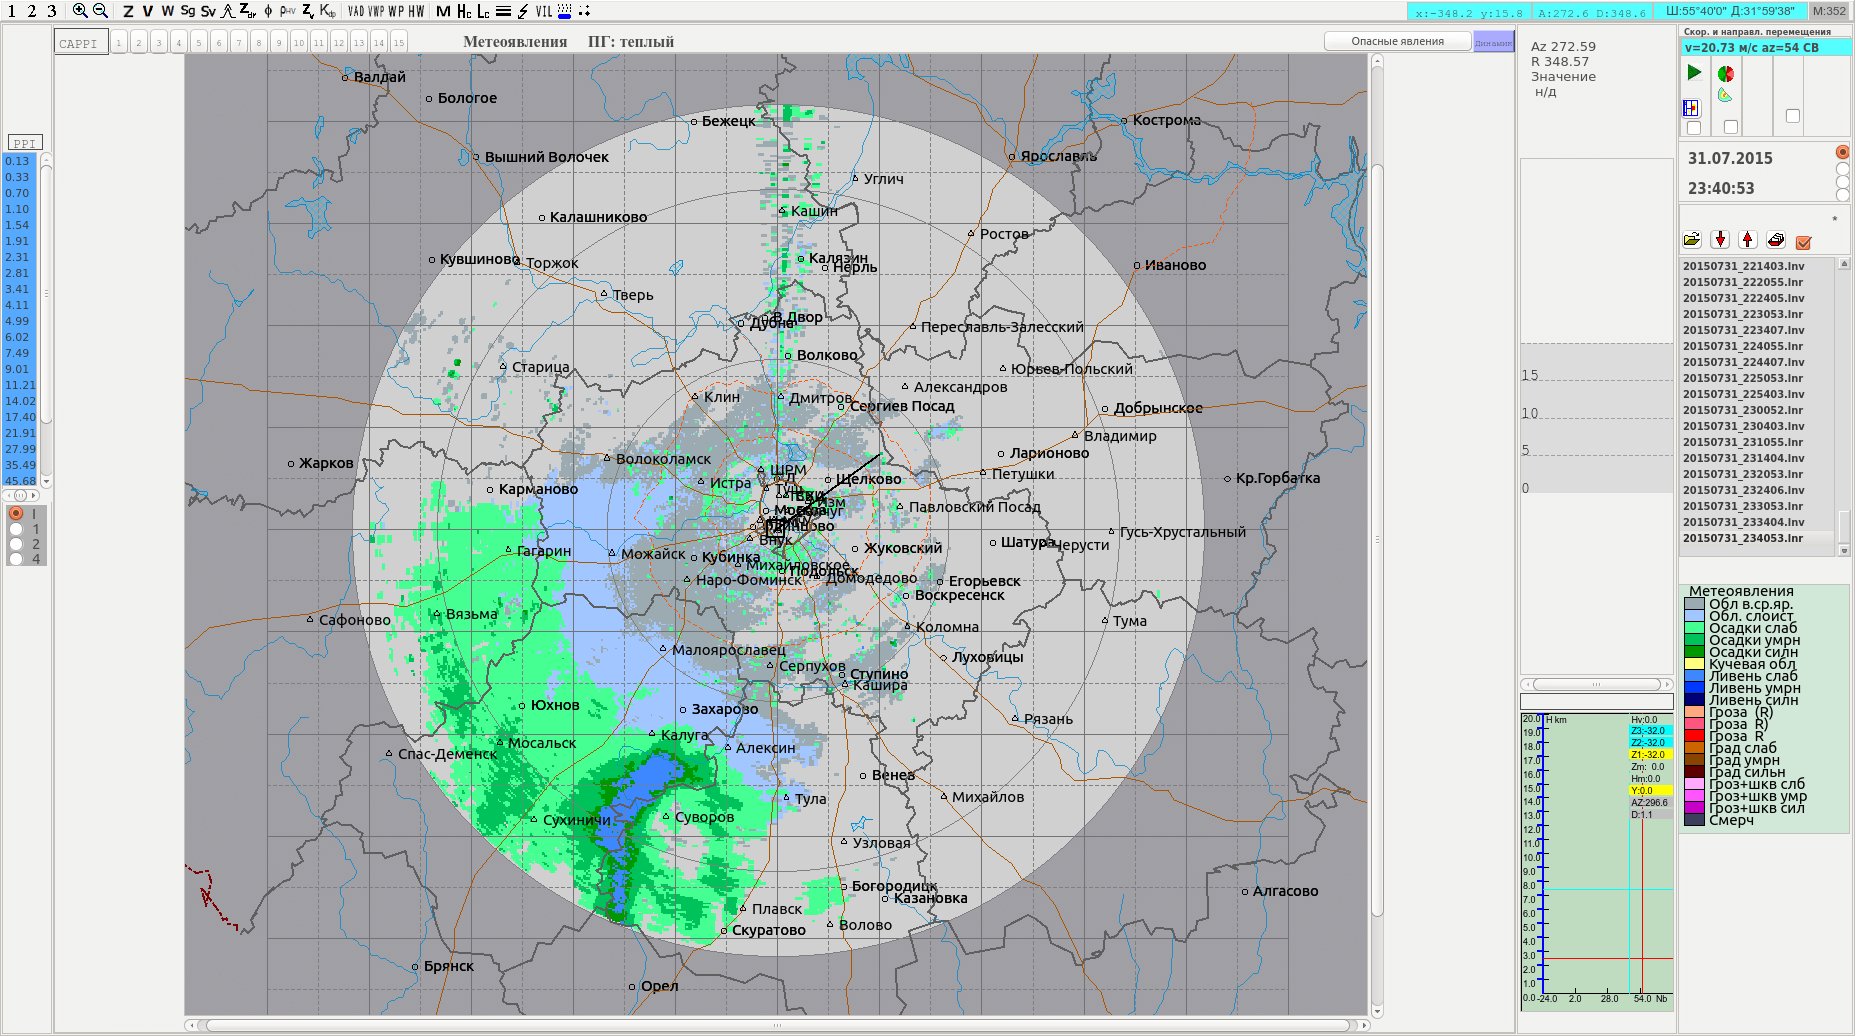 1 2 3 Z V W Sg Sv Zdr ϕ ρHV Zv Kdp VAD VWP WP HW M Hc Lc VIL
x:-348.2 y:15.8 A:272.6 D:348.6 Ш:55°40'0" Д:31°59'38" М:352
CAPPI 1 2 3 4 5 6 7 8 9 10 11 12 13 14 15
Метеоявления ПГ: теплый
Опасные явления
Динамик
PPI
0.13
0.33
0.70
1.10
1.54
1.91
2.31
2.81
3.41
4.11
4.99
6.02
7.49
9.01
11.21
14.02
17.40
21.91
27.99
35.49
45.68
I
1
2
4
Валдай
Бологое
Бежецк
Кострома
Вышний Волочек
Ярославль
Углич
Кашин
Калашниково
Ростов
Кувшиново
Торжок
Калязин
Нерль
Иваново
Тверь
В.Двор
Дубна
Переславль-Залесский
Волково
Старица
Юрьев-Польский
Александров
Клин
Дмитров
Сергиев Посад
Добрынское
Владимир
Жарков
Волоколамск
Ларионово
ШРМ
Петушки
Кр.Горбатка
Карманово
Истра
Щелково
Павловский Посад
Гусь-Хрустальный
Гагарин
Можайск
Кубинка
Внук
Жуковский
Шатура
Черусти
Михайловское
Подольск
Наро-Фоминск
Домодедово
Егорьевск
Воскресенск
Сафоново
Вязьма
Коломна
Тума
Малоярославец
Луховицы
Серпухов
Ступино
Кашира
Юхнов
Захарово
Рязань
Калуга
Мосальск
Алексин
Спас-Деменск
Венев
Тула
Михайлов
Сухиничи
Суворов
Узловая
Богородицк
Казановка
Алгасово
Плавск
Волово
Скуратово
Брянск
Орел
Az 272.59
R 348.57
Значение
н/д
15
10
5
0
20.0 H km
19.0
18.0
17.0
16.0
15.0
14.0
13.0
12.0
11.0
10.0
9.0
8.0
7.0
6.0
5.0
4.0
3.0
2.0
1.0
0.0 -24.0 2.0 28.0 54.0 Nb
Hv:0.0
Z3:-32.0
Z2:-32.0
Z1:-32.0
Zm: 0.0
Hm:0.0
Y:0.0
AZ:296.6
D:1.1
Скор. и направл. перемещения
v=20.73 м/с az=54 СВ
31.07.2015
23:40:53
*
20150731_221403.lnv
20150731_222055.lnr
20150731_222405.lnv
20150731_223053.lnr
20150731_223407.lnv
20150731_224055.lnr
20150731_224407.lnv
20150731_225053.lnr
20150731_225403.lnv
20150731_230052.lnr
20150731_230403.lnv
20150731_231055.lnr
20150731_231404.lnv
20150731_232053.lnr
20150731_232406.lnv
20150731_233053.lnr
20150731_233404.lnv
20150731_234053.lnr
Метеоявления
Обл в.ср.яр.
Обл. слоист
Осадки слаб
Осадки умрн
Осадки силн
Кучевая обл
Ливень слаб
Ливень умрн
Ливень силн
Гроза (R)
Гроза R)
Гроза R
Град слаб
Град умрн
Град сильн
Гроз+шкв слб
Гроз+шкв умр
Гроз+шкв сил
Смерч